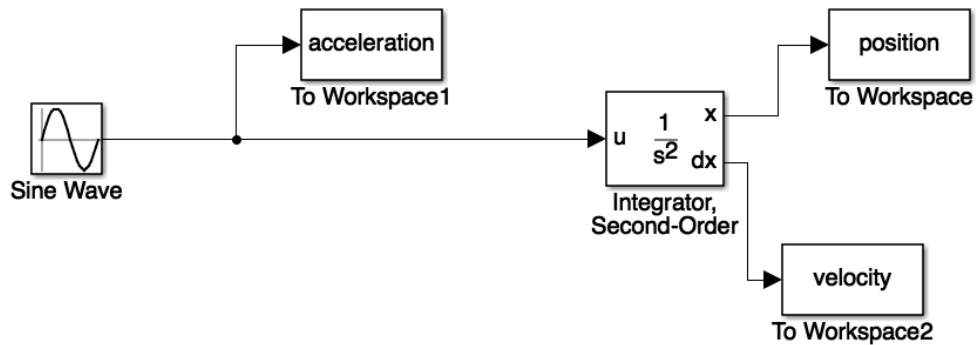 acceleration
To Workspace1
position
To Workspace
Sine Wave
u
1
s2
x
dx
Integrator,
Second-Order
velocity
To Workspace2